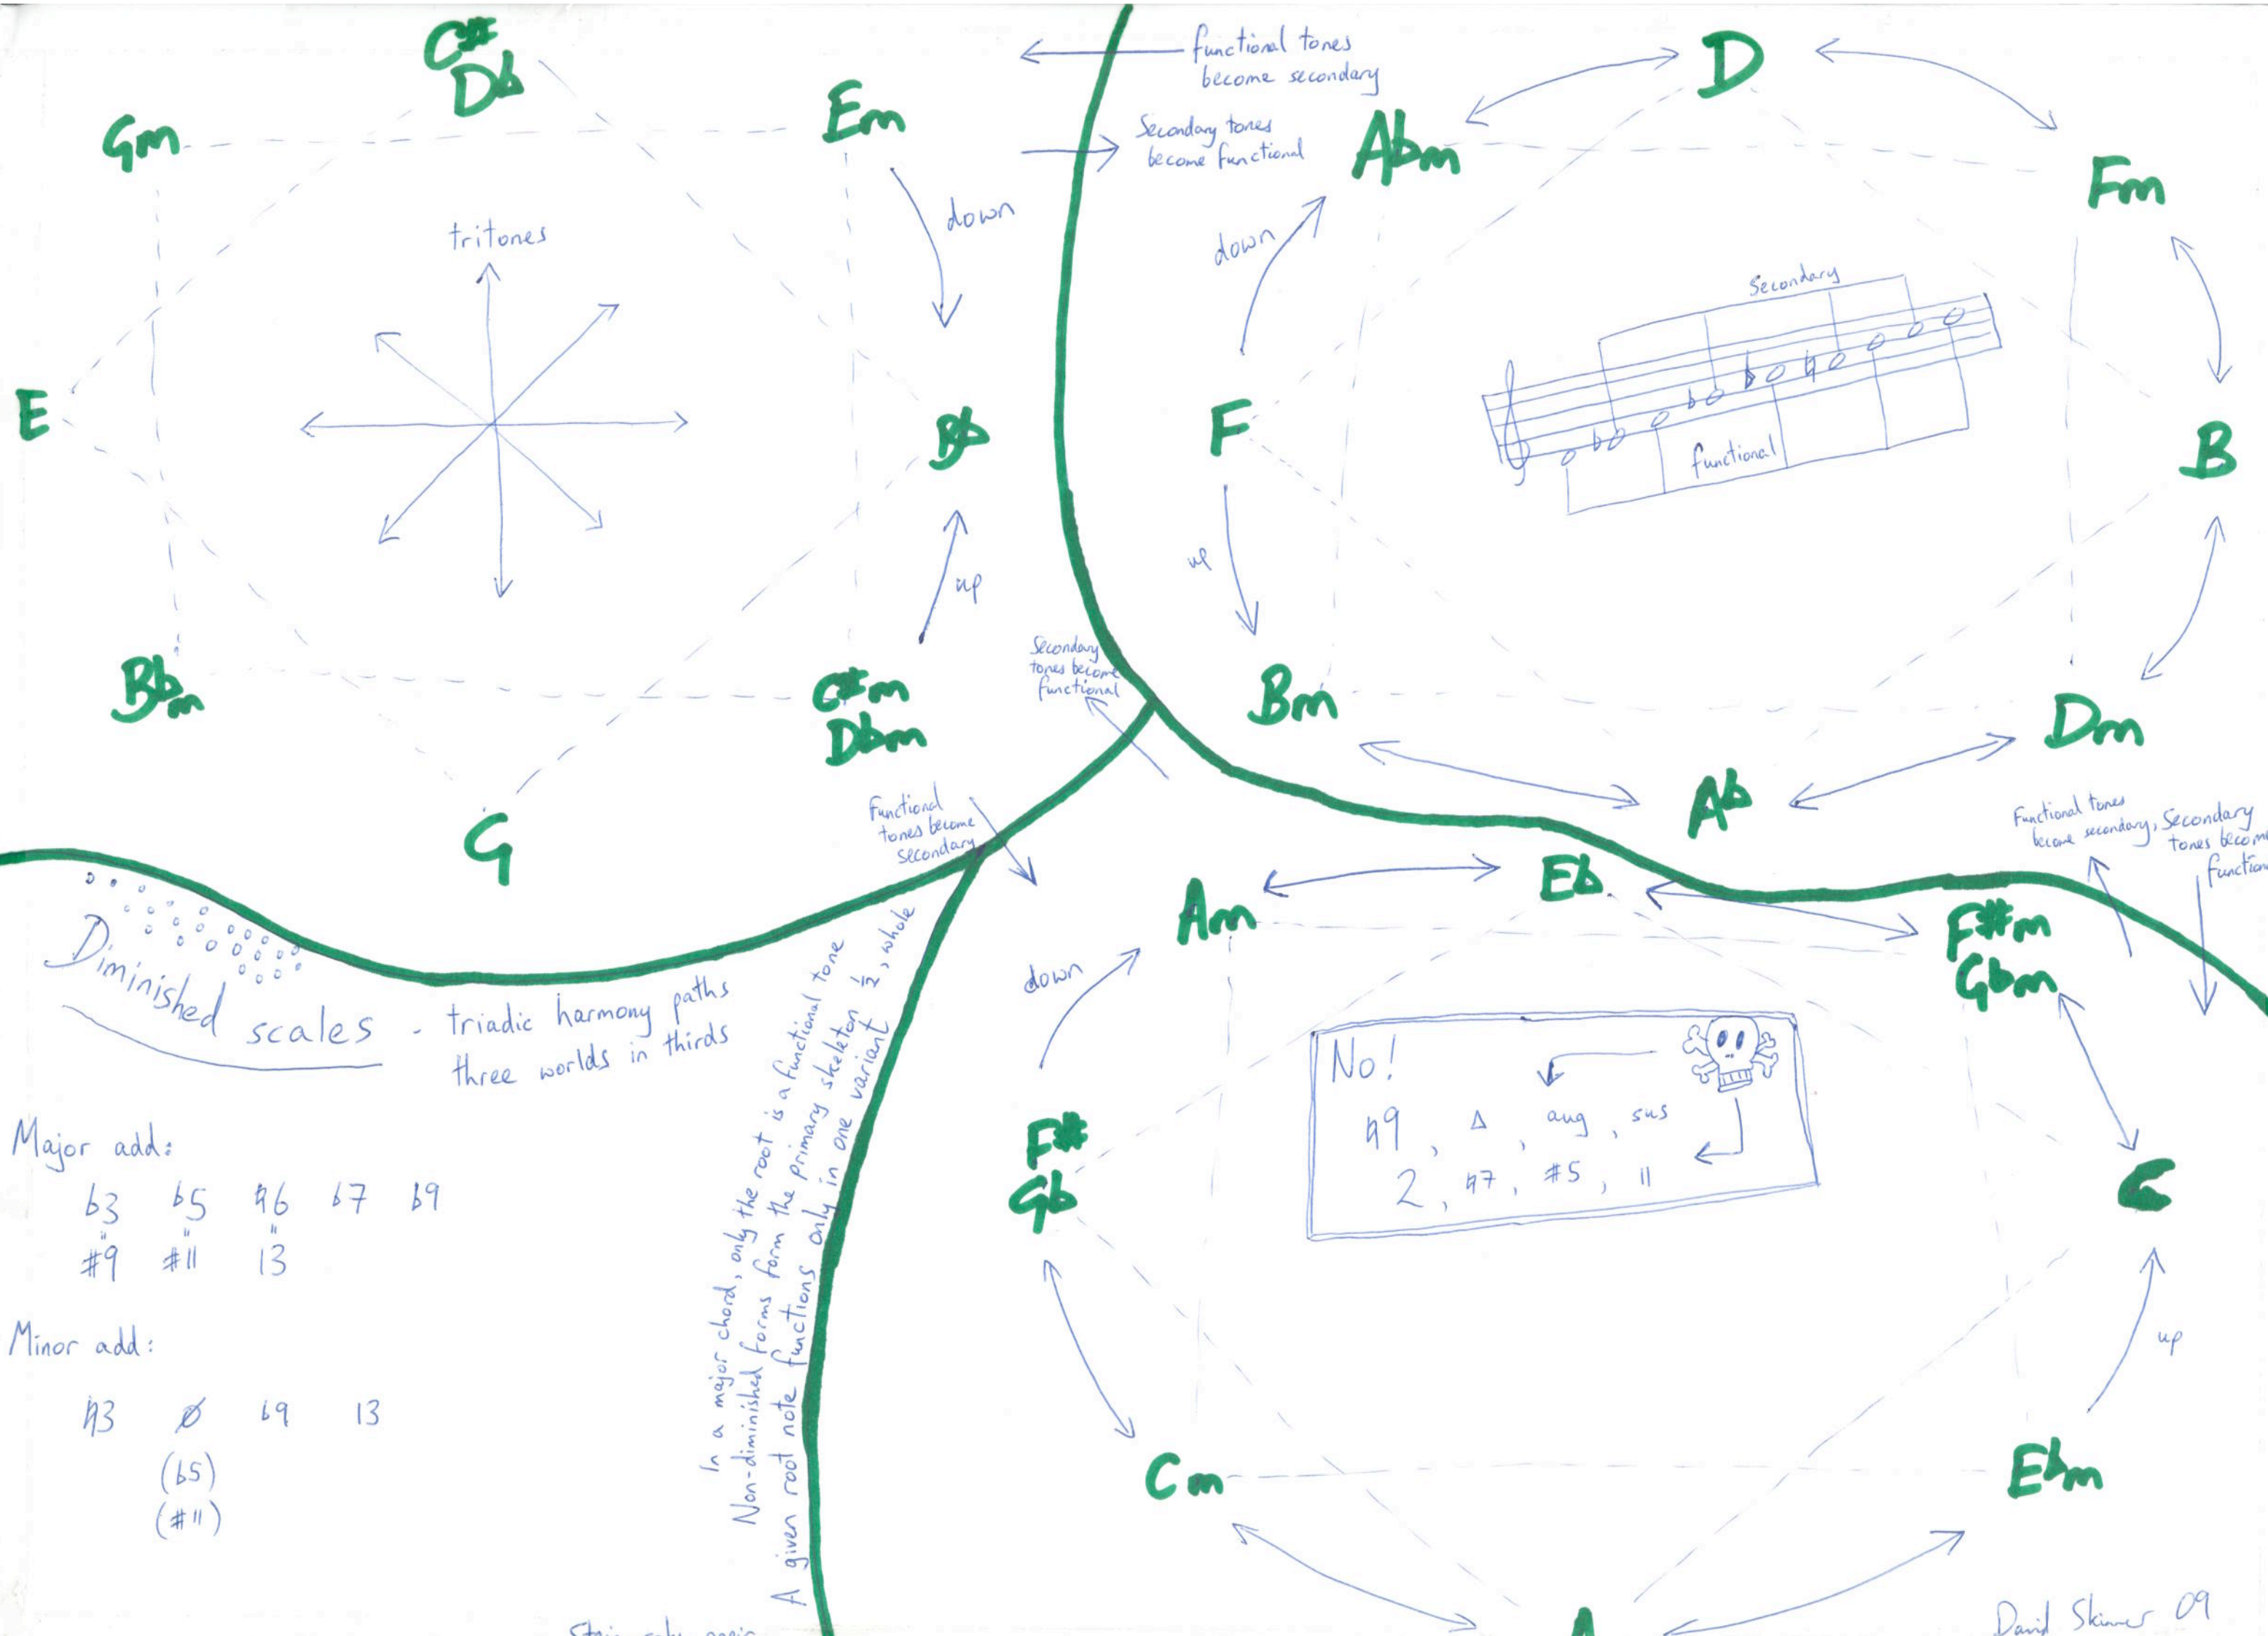 C#
Db
Gm
Em
tritones
down
E
Bb
up
Bbm
C#m
Dbm
G
functional tones
become secondary
Secondary tones
become functional
D
Abm
Fm
down
Secondary
F
functional
B
up
Bm
Dm
Ab
Secondary
tones become
functional
Functional
tones become
secondary
Functional tones
become secondary,
Secondary
tones become
Diminished scales - triadic harmony paths
three worlds in thirds
Major add:
b3 b5 ♮6 b7 b9
" " "
#9 #11 13
Minor add:
♮3 ø b9 13
(b5)
(#11)
In a major chord, only the root is a functional tone
Non-diminished forms form the primary skeleton ½, whole
A given root note functions only in one variant
Am
Eb
F#m
Gbm
down
No!
♮9, Δ, aug, sus
2, ♮7, #5, 11
F#
Gb
C
up
Cm
Ebm
A
David Skinner 09